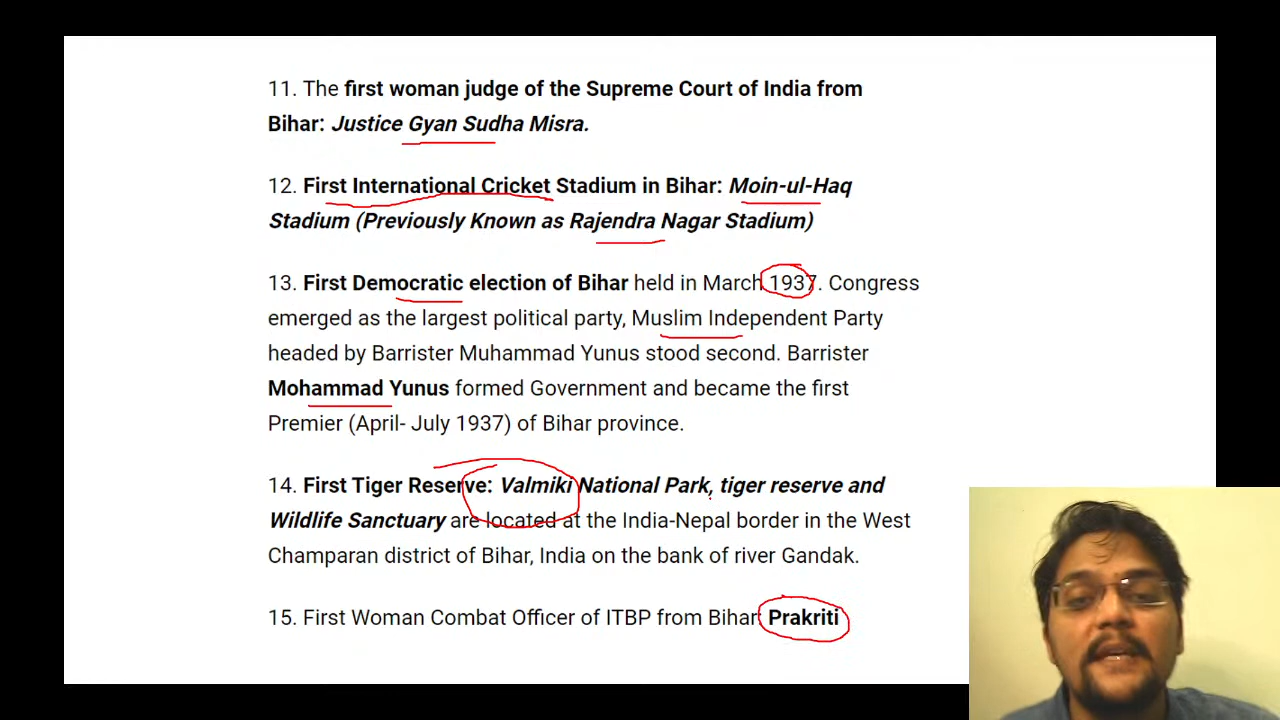 11. The first woman judge of the Supreme Court of India from
Bihar: Justice Gyan Sudha Misra.
12. First International Cricket Stadium in Bihar: Moin-ul-Haq
Stadium (Previously Known as Rajendra Nagar Stadium)
13. First Democratic election of Bihar held in March 1937. Congress
emerged as the largest political party, Muslim Independent Party
headed by Barrister Muhammad Yunus stood second. Barrister
Mohammad Yunus formed Government and became the first
Premier (April- July 1937) of Bihar province.
14. First Tiger Reserve: Valmiki National Park, tiger reserve and
Wildlife Sanctuary are located at the India-Nepal border in the West
Champaran district of Bihar, India on the bank of river Gandak.
15. First Woman Combat Officer of ITBP from Bihar: Prakriti